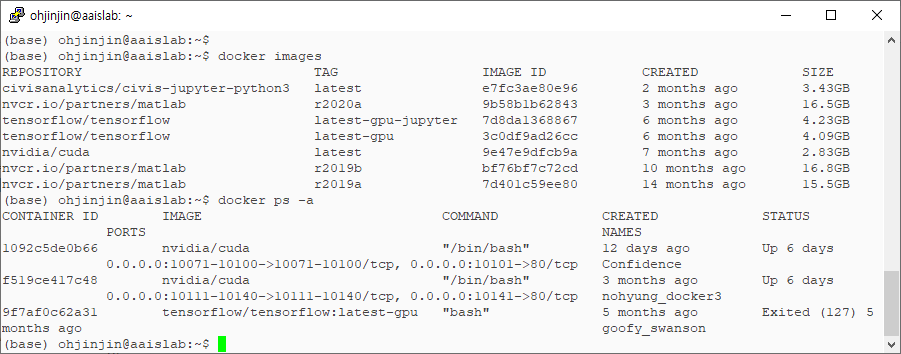 ohjinjin@aaislab: ~
(base) ohjinjin@aaislab:~$
(base) ohjinjin@aaislab:~$ docker images
REPOSITORY TAG IMAGE ID CREATED SIZE
civisanalytics/civis-jupyter-python3 latest e7fc3ae80e96 2 months ago 3.43GB
nvcr.io/partners/matlab r2020a 9b58b1b62843 3 months ago 16.5GB
tensorflow/tensorflow latest-gpu-jupyter 7d8da1368867 6 months ago 4.23GB
tensorflow/tensorflow latest-gpu 3c0df9ad26cc 6 months ago 4.09GB
nvidia/cuda latest 9e47e9dfcb9a 7 months ago 2.83GB
nvcr.io/partners/matlab r2019b bf76bf7c72cd 10 months ago 16.8GB
nvcr.io/partners/matlab r2019a 7d401c59ee80 14 months ago 15.5GB
(base) ohjinjin@aaislab:~$ docker ps -a
CONTAINER ID IMAGE COMMAND CREATED STATUS
PORTS NAMES
1092c5de0b66 nvidia/cuda "/bin/bash" 12 days ago Up 6 days
0.0.0.0:10071-10100->10071-10100/tcp, 0.0.0.0:10101->80/tcp Confidence
f519ce417c48 nvidia/cuda "/bin/bash" 3 months ago Up 6 days
0.0.0.0:10111-10140->10111-10140/tcp, 0.0.0.0:10141->80/tcp nohyung_docker3
9f7af0c62a31 tensorflow/tensorflow:latest-gpu "bash" 5 months ago Exited (127) 5
months ago goofy_swanson
(base) ohjinjin@aaislab:~$